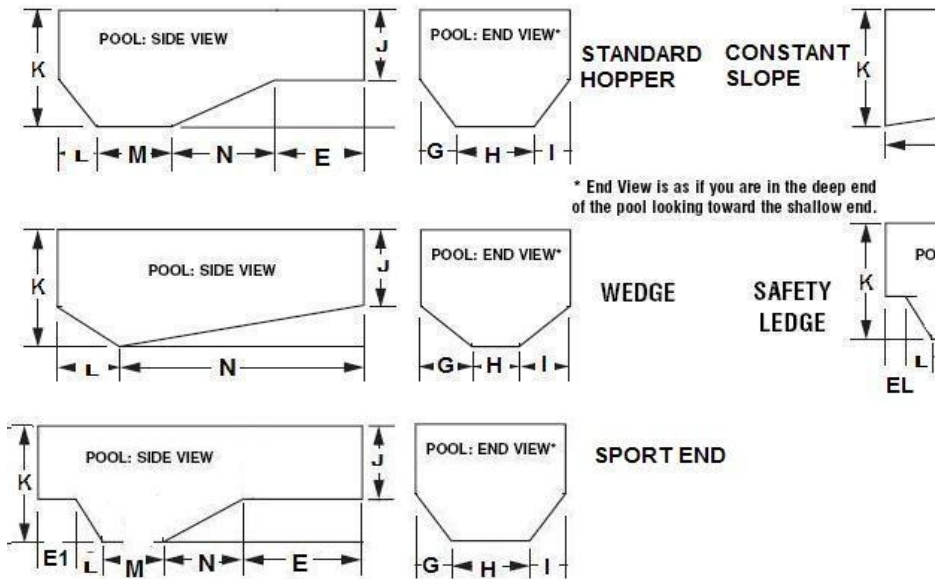 POOL: SIDE VIEW
K
J
L M N E
POOL: END VIEW*
G H I
STANDARD
HOPPER
CONSTANT
SLOPE
K
* End View is as if you are in the deep end
of the pool looking toward the shallow end.
POOL: SIDE VIEW
K
J
L N
POOL: END VIEW*
G H I
WEDGE
SAFETY
LEDGE
K
PO
L
EL
POOL: SIDE VIEW
K
J
E1 L M N E
POOL: END VIEW*
G H I
SPORT END